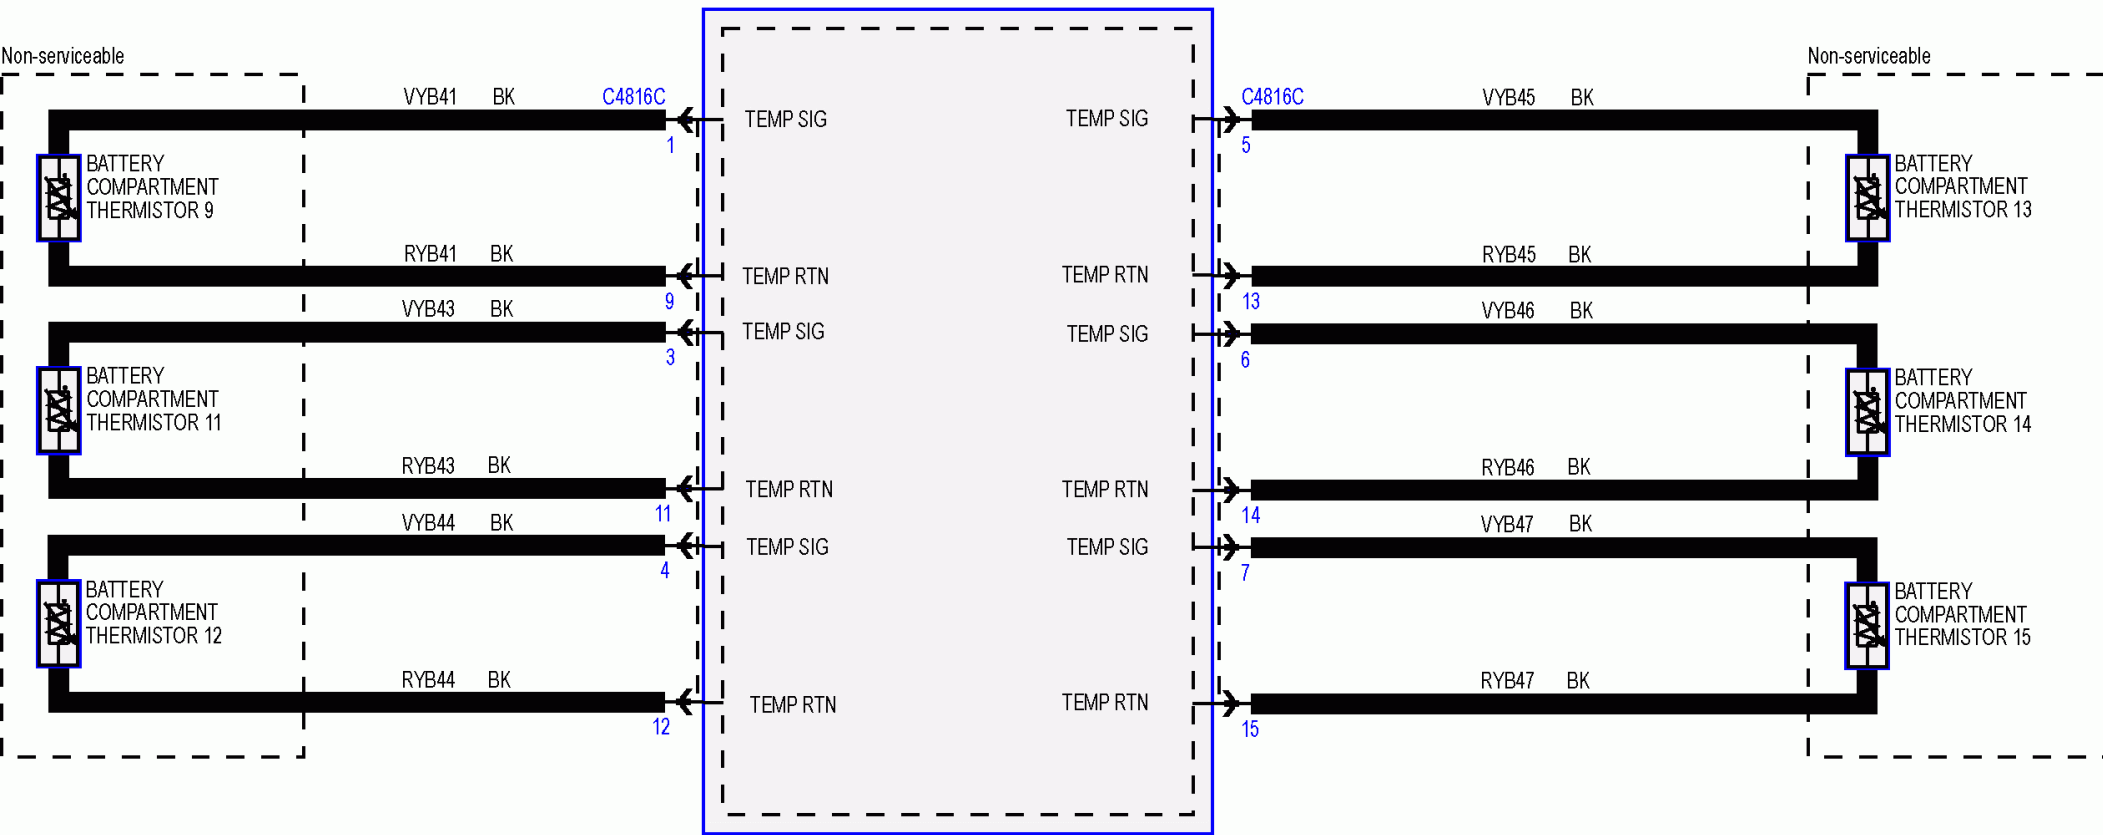 Non-serviceable
Non-serviceable
VYB41 BK C4816C
TEMP SIG
TEMP SIG
C4816C VYB45 BK
1
5
BATTERY
COMPARTMENT
THERMISTOR 9
BATTERY
COMPARTMENT
THERMISTOR 13
RYB41 BK
TEMP RTN
TEMP RTN
RYB45 BK
9
13
VYB43 BK
TEMP SIG
TEMP SIG
VYB46 BK
3
6
BATTERY
COMPARTMENT
THERMISTOR 11
BATTERY
COMPARTMENT
THERMISTOR 14
RYB43 BK
TEMP RTN
TEMP RTN
RYB46 BK
11
14
VYB44 BK
TEMP SIG
TEMP SIG
VYB47 BK
4
7
BATTERY
COMPARTMENT
THERMISTOR 12
BATTERY
COMPARTMENT
THERMISTOR 15
RYB44 BK
TEMP RTN
TEMP RTN
RYB47 BK
12
15